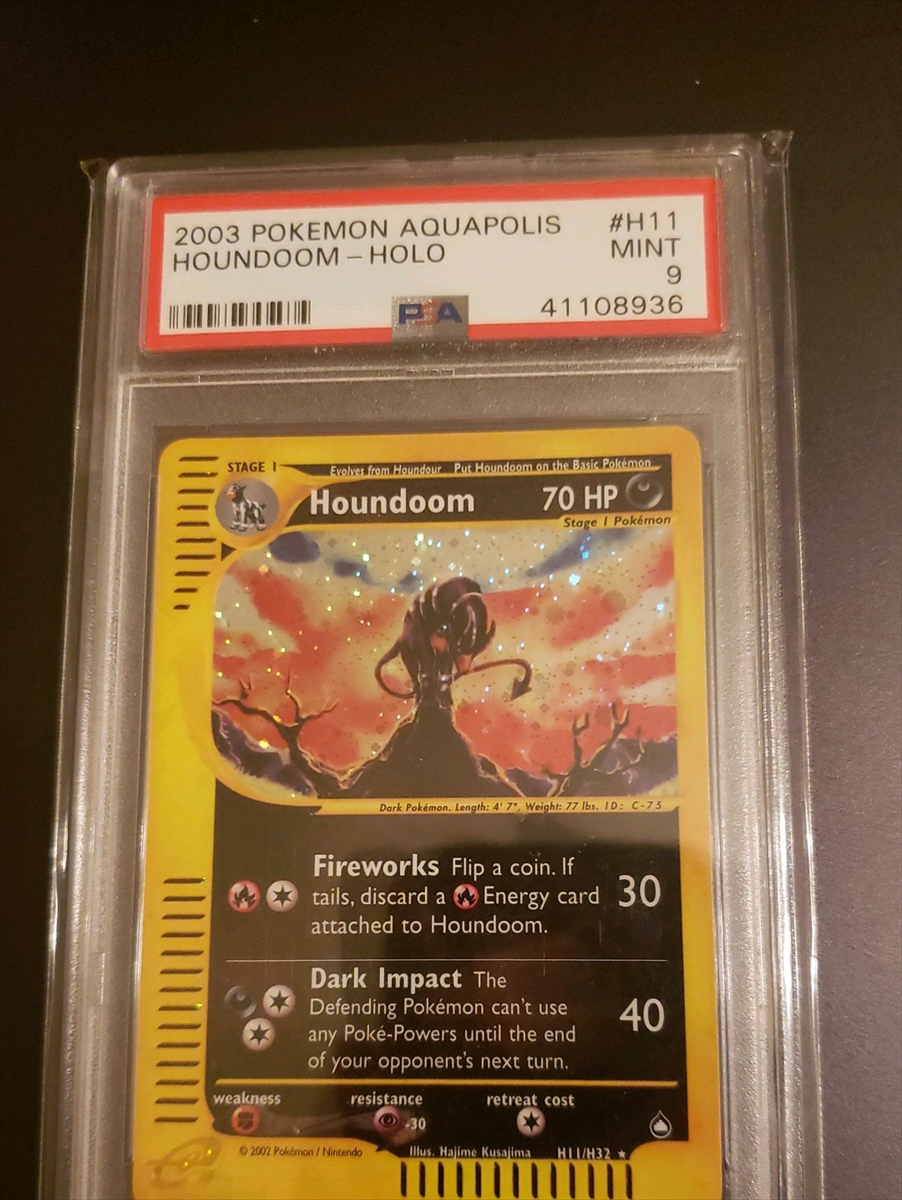 2003 POKEMON AQUAPOLIS #H11
HOUNDOOM - HOLO MINT
9
PSA 41108936
STAGE 1 Evolves from Houndour Put Houndoom on the Basic Pokémon
Houndoom 70 HP
Stage 1 Pokémon
Dark Pokémon. Length: 4' 7", Weight: 77 lbs. ID: C-75
Fireworks Flip a coin. If
tails, discard a Energy card 30
attached to Houndoom.
Dark Impact The
Defending Pokémon can't use
any Poké-Powers until the end 40
of your opponent's next turn.
weakness resistance retreat cost
-30
© 2002 Pokémon / Nintendo Illus. Hajime Kusajima H11/H32 ★